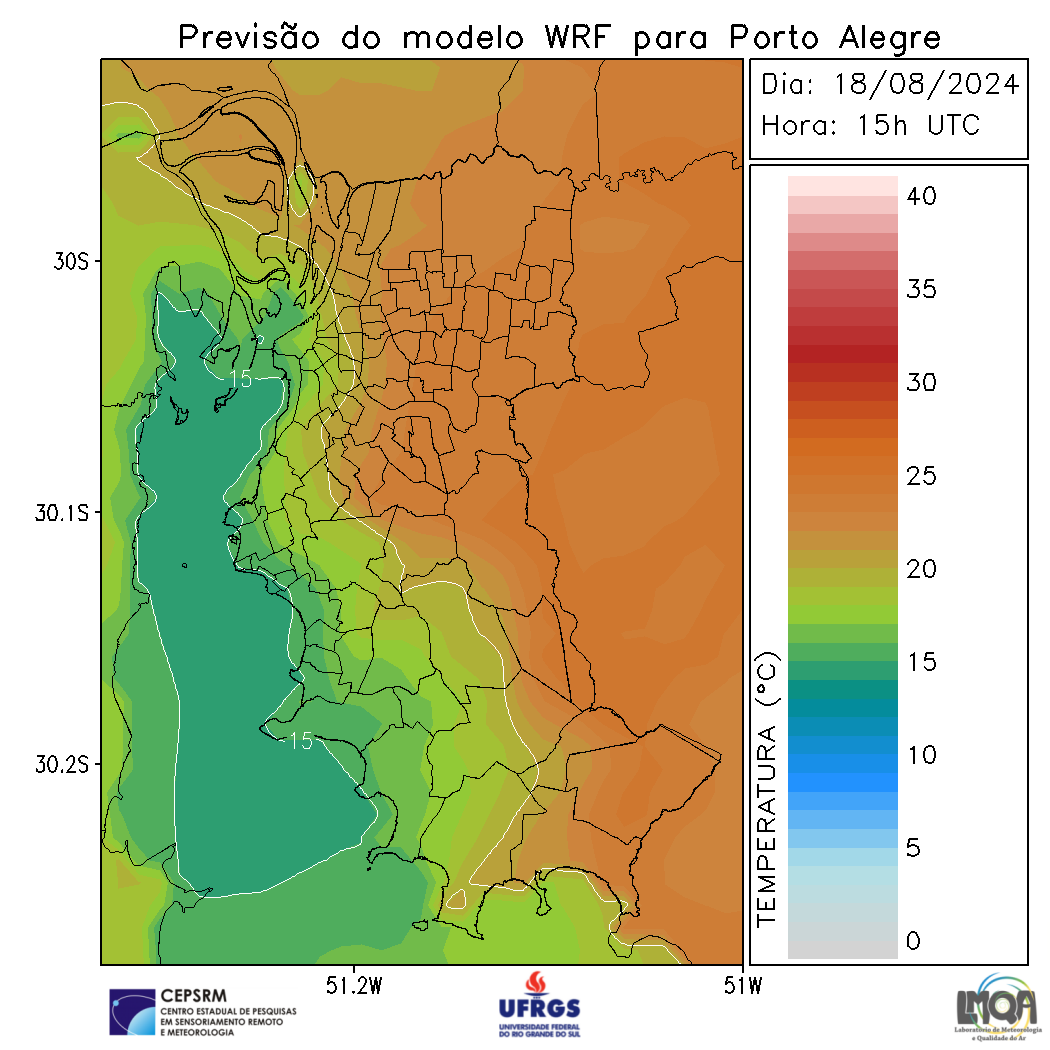 Previsão do modelo WRF para Porto Alegre
Dia: 18/08/2024
Hora: 15h UTC
40
35
30
25
20
15
10
5
0
TEMPERATURA (°C)
30S
30.1S
30.2S
15
15
51.2W
51W
CEPSRM
CENTRO ESTADUAL DE PESQUISAS
EM SENSORIAMENTO REMOTO
E METEOROLOGIA
UFRGS
UNIVERSIDADE FEDERAL
DO RIO GRANDE DO SUL
LMQA
Laboratório de Meteorologia
e Qualidade do Ar